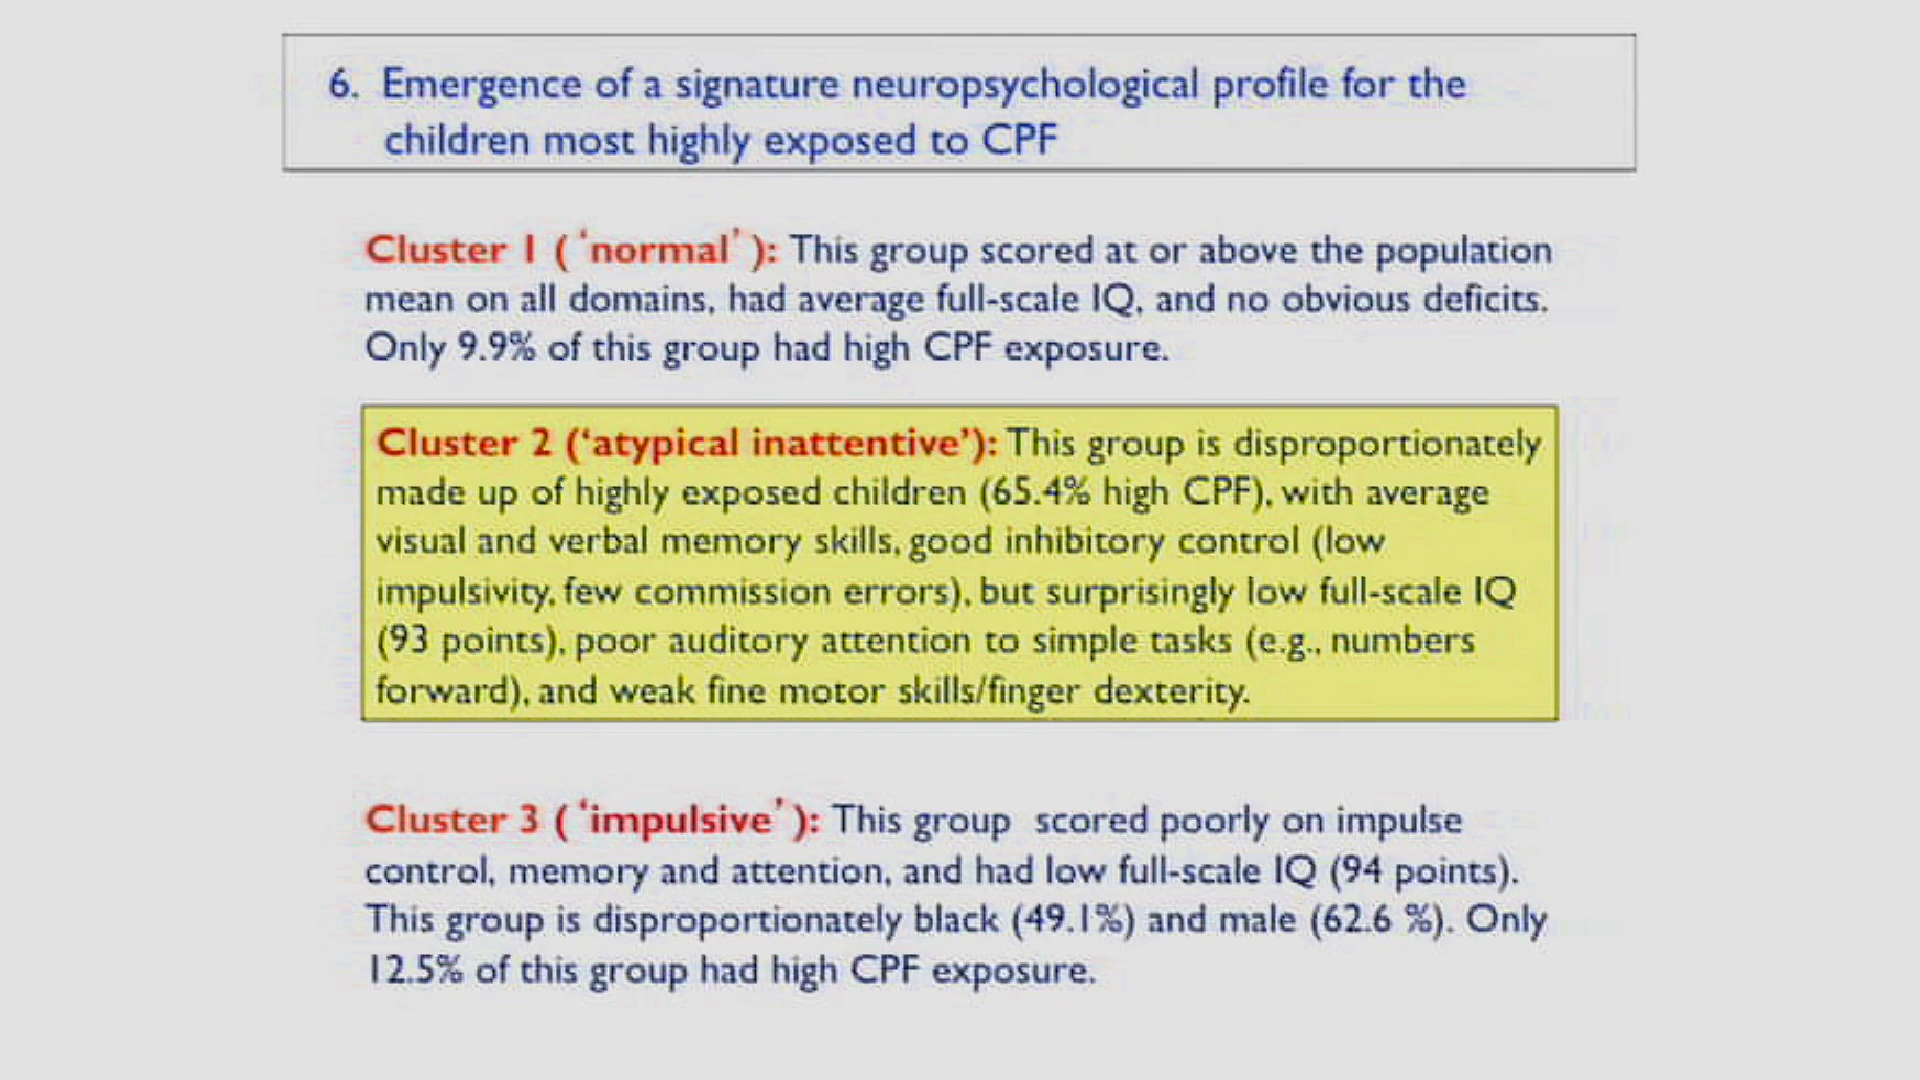 6. Emergence of a signature neuropsychological profile for the
children most highly exposed to CPF
Cluster 1 ('normal'): This group scored at or above the population
mean on all domains, had average full-scale IQ, and no obvious deficits.
Only 9.9% of this group had high CPF exposure.
Cluster 2 ('atypical inattentive'): This group is disproportionately
made up of highly exposed children (65.4% high CPF), with average
visual and verbal memory skills, good inhibitory control (low
impulsivity, few commission errors), but surprisingly low full-scale IQ
(93 points), poor auditory attention to simple tasks (e.g., numbers
forward), and weak fine motor skills/finger dexterity.
Cluster 3 ('impulsive'): This group scored poorly on impulse
control, memory and attention, and had low full-scale IQ (94 points).
This group is disproportionately black (49.1%) and male (62.6 %). Only
12.5% of this group had high CPF exposure.